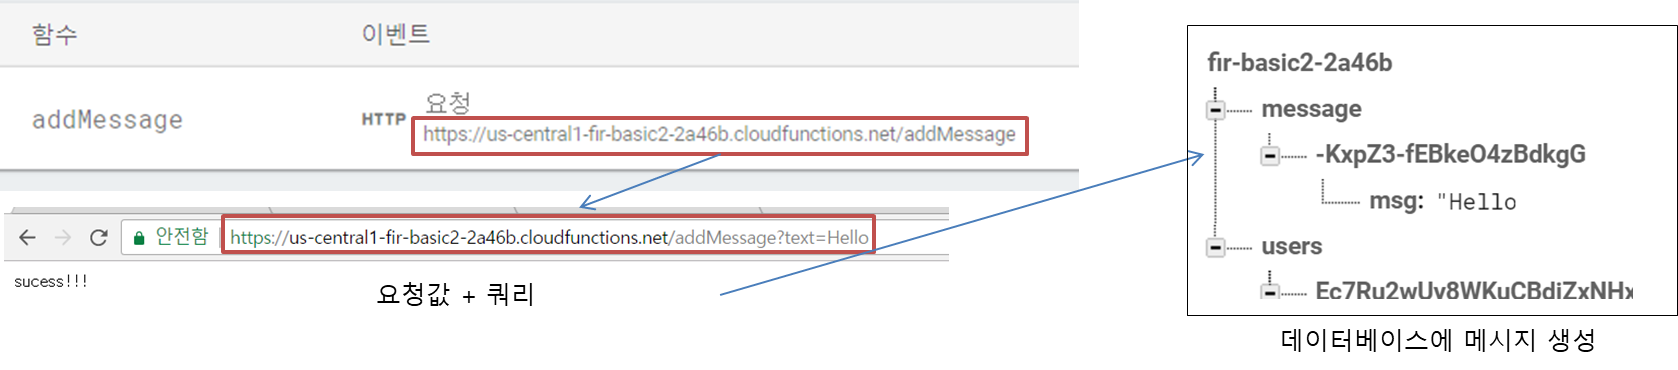 함수 이벤트
요청
addMessage HTTP https://us-central1-fir-basic2-2a46b.cloudfunctions.net/addMessage
안전함 https://us-central1-fir-basic2-2a46b.cloudfunctions.net/addMessage?text=Hello
sucess!!!
요청값 + 쿼리
fir-basic2-2a46b
message
-KxpZ3-fEBkeO4zBdkgG
msg: "Hello
users
Ec7Ru2wUv8WKuCBdiZxNHx
데이터베이스에 메시지 생성